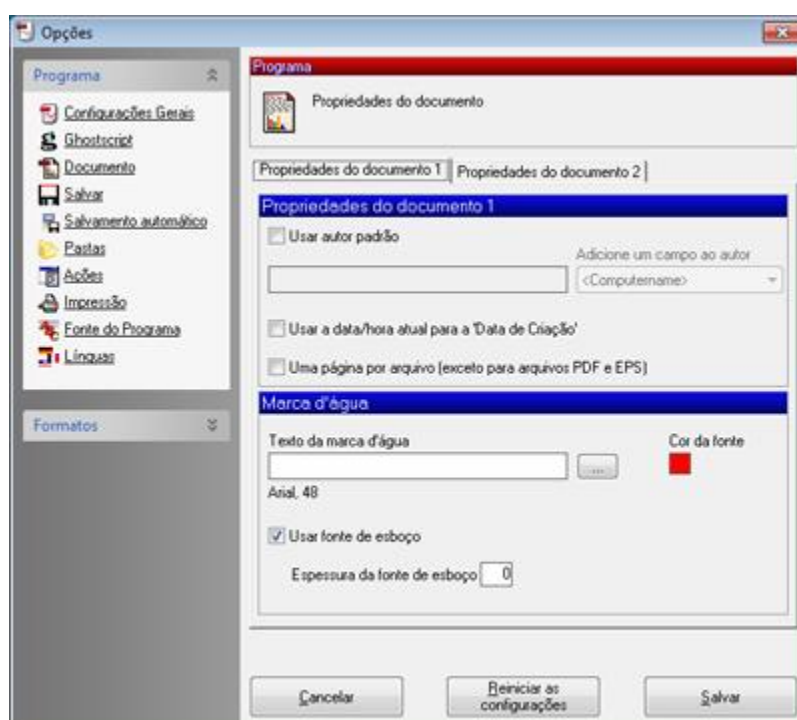 Opções
Programa
Configurações Gerais
Ghostscript
Documento
Salvar
Salvamento automático
Pastas
Ações
Impressão
Fonte do Programa
Línguas
Formatos
Programa
Propriedades do documento
Propriedades do documento 1 Propriedades do documento 2
Propriedades do documento 1
Usar autor padrão
Adicione um campo ao autor
<Computername>
Usar a data/hora atual para a 'Data de Criação'
Uma página por arquivo (exceto para arquivos PDF e EPS)
Marca d'água
Texto da marca d'água Cor da fonte
...
Arial, 48
Usar fonte de esboço
Espessura da fonte de esboço 0
Cancelar
Reiniciar as
configurações
Salvar